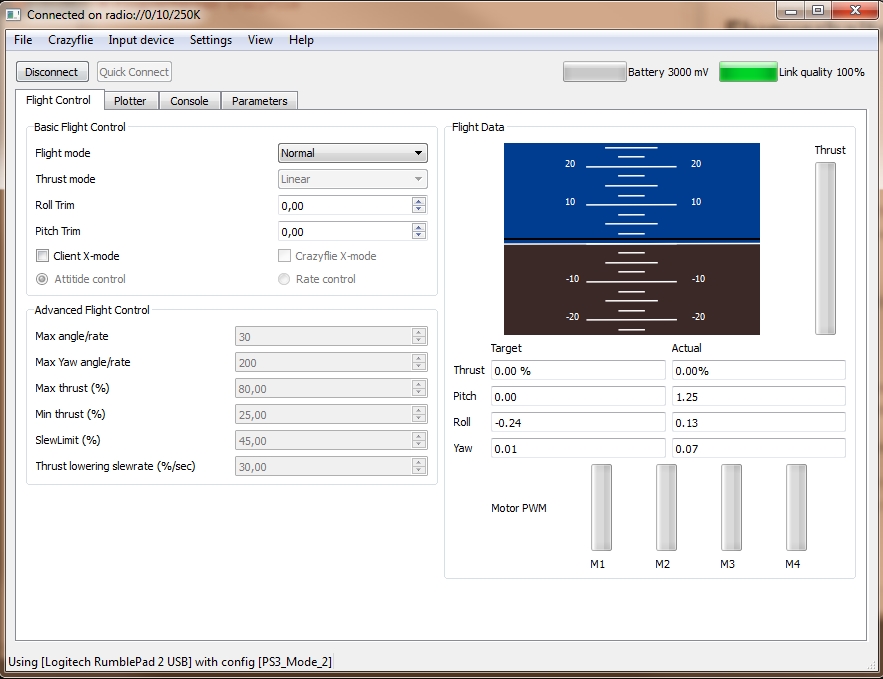 Connected on radio://0/10/250K
File Crazyflie Input device Settings View Help
Disconnect Quick Connect Battery 3000 mV Link quality 100%
Flight Control Plotter Console Parameters
Basic Flight Control
Flight mode Normal
Thrust mode Linear
Roll Trim 0,00
Pitch Trim 0,00
Client X-mode Crazyflie X-mode
Attitide control Rate control
Advanced Flight Control
Max angle/rate 30
Max Yaw angle/rate 200
Max thrust (%) 80,00
Min thrust (%) 25,00
SlewLimit (%) 45,00
Thrust lowering slewrate (%/sec) 30,00
Flight Data
Thrust
20 20
10 10
-10 -10
-20 -20
Target Actual
Thrust 0.00 % 0.00%
Pitch 0.00 1.25
Roll -0.24 0.13
Yaw 0.01 0.07
Motor PWM
M1 M2 M3 M4
Using [Logitech RumblePad 2 USB] with config [PS3_Mode_2]